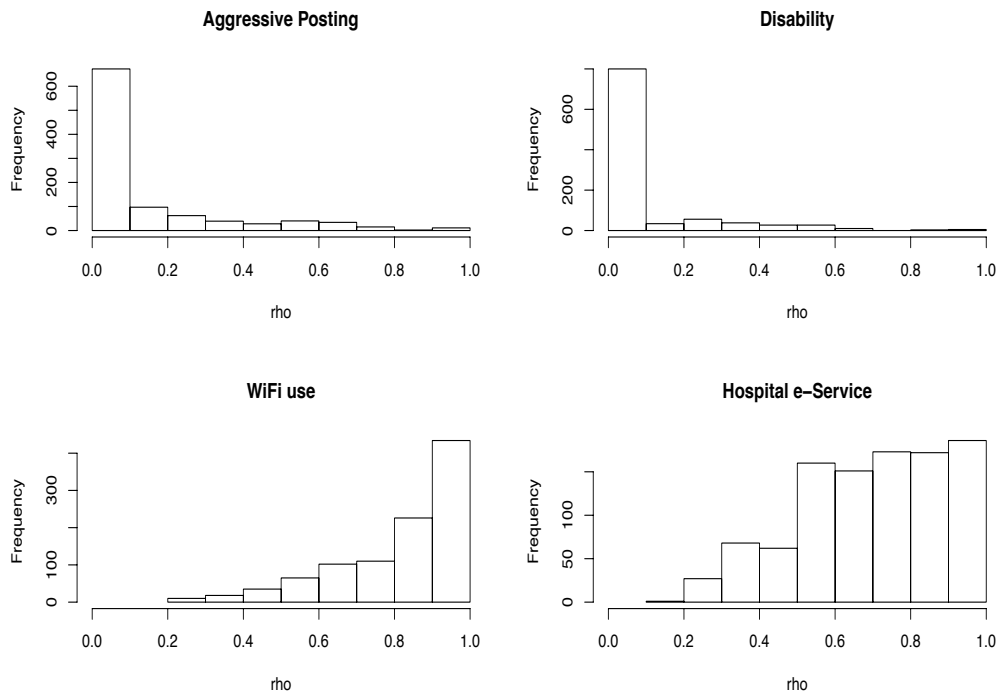 Aggressive Posting
Frequency
0 200 400 600
0.0 0.2 0.4 0.6 0.8 1.0
rho
Disability
Frequency
0 200 600
0.0 0.2 0.4 0.6 0.8 1.0
rho
WiFi use
Frequency
0 100 300
0.0 0.2 0.4 0.6 0.8 1.0
rho
Hospital e−Service
Frequency
0 50 100
0.0 0.2 0.4 0.6 0.8 1.0
rho